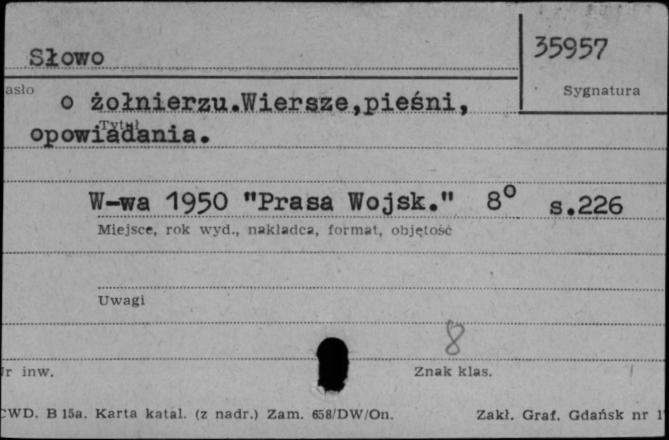 Słowo
35957
asło
Sygnatura
o żołnierzu.Wiersze,pieśni,
Tytuł
opowiadania.
W-wa 1950 "Prasa Wojsk." 8° s.226
Miejsce, rok wyd., nakładca, format, objętość
Uwagi
8
r inw.
Znak klas.
CWD. B 15a. Karta katal. (z nadr.) Zam. 658/DW/On.
Zakł. Graf. Gdańsk nr 1